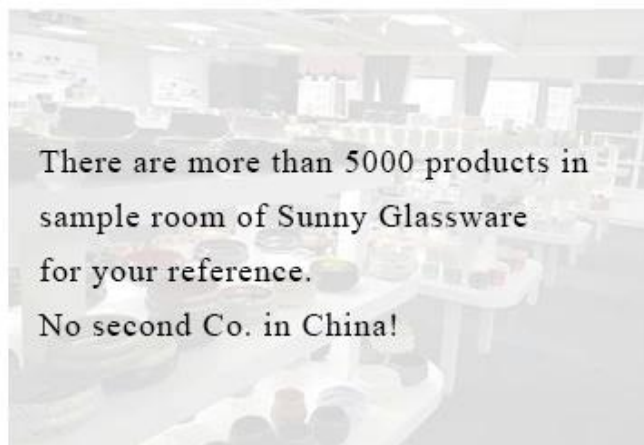 There are more than 5000 products in
sample room of Sunny Glassware
for your reference.
No second Co. in China!